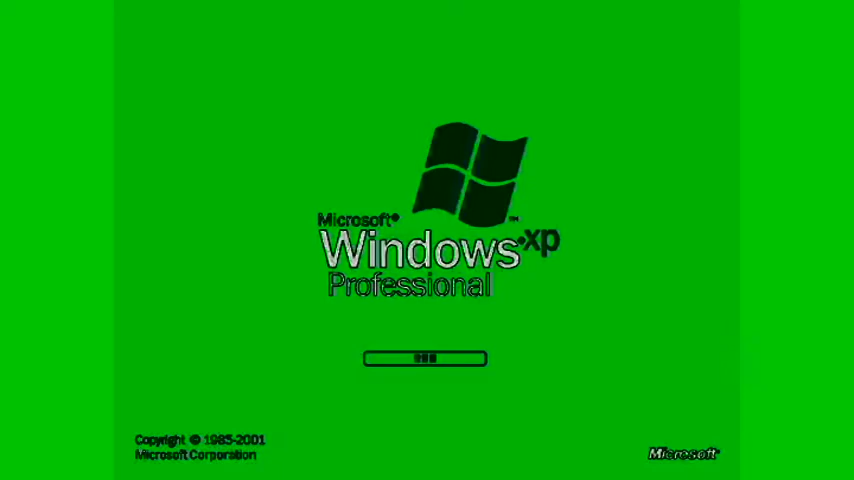 Microsoft®
Windows xp
Professional
Copyright © 1985-2001
Microsoft Corporation
Microsoft